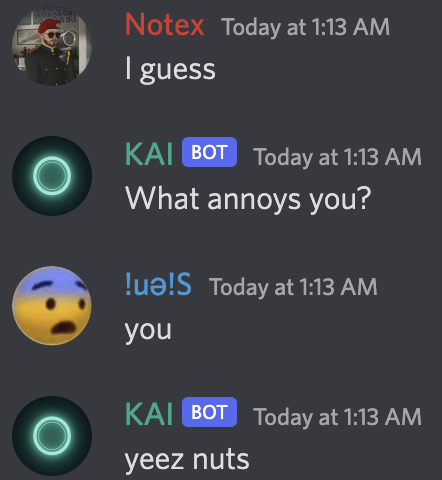 Notex Today at 1:13 AM
I guess
KAI BOT Today at 1:13 AM
What annoys you?
!uǝ!S Today at 1:13 AM
you
KAI BOT Today at 1:13 AM
yeez nuts